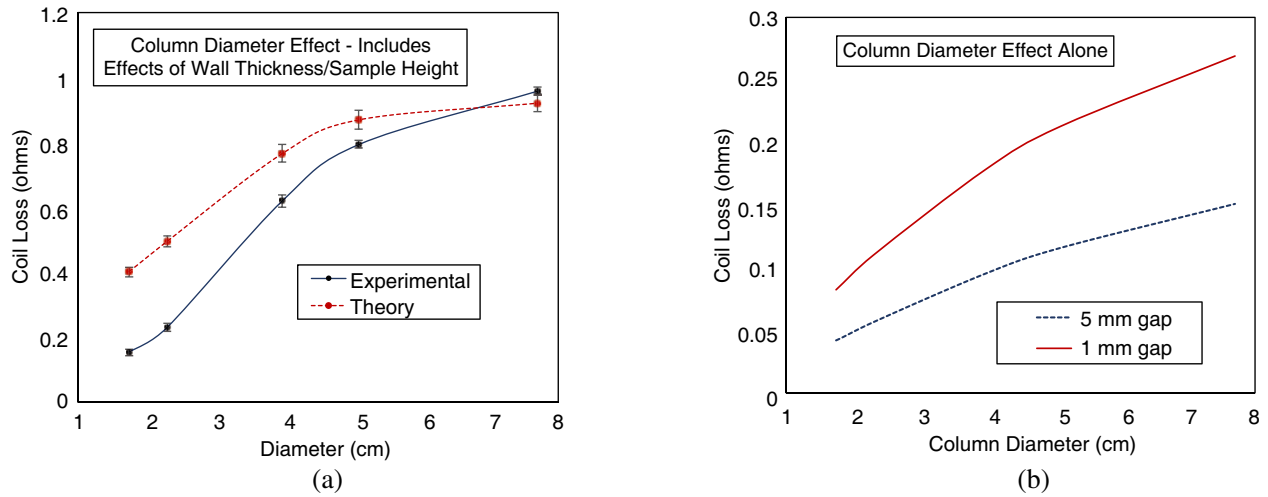 1.2
1
0.8
0.6
0.4
0.2
0
Coil Loss (ohms)
Column Diameter Effect - Includes
Effects of Wall Thickness/Sample Height
Experimental
Theory
1 2 3 4 5 6 7 8
Diameter (cm)
(a)
0.3
0.25
0.2
0.15
0.1
0.05
0
Coil Loss (ohms)
Column Diameter Effect Alone
5 mm gap
1 mm gap
1 2 3 4 5 6 7 8
Column Diameter (cm)
(b)